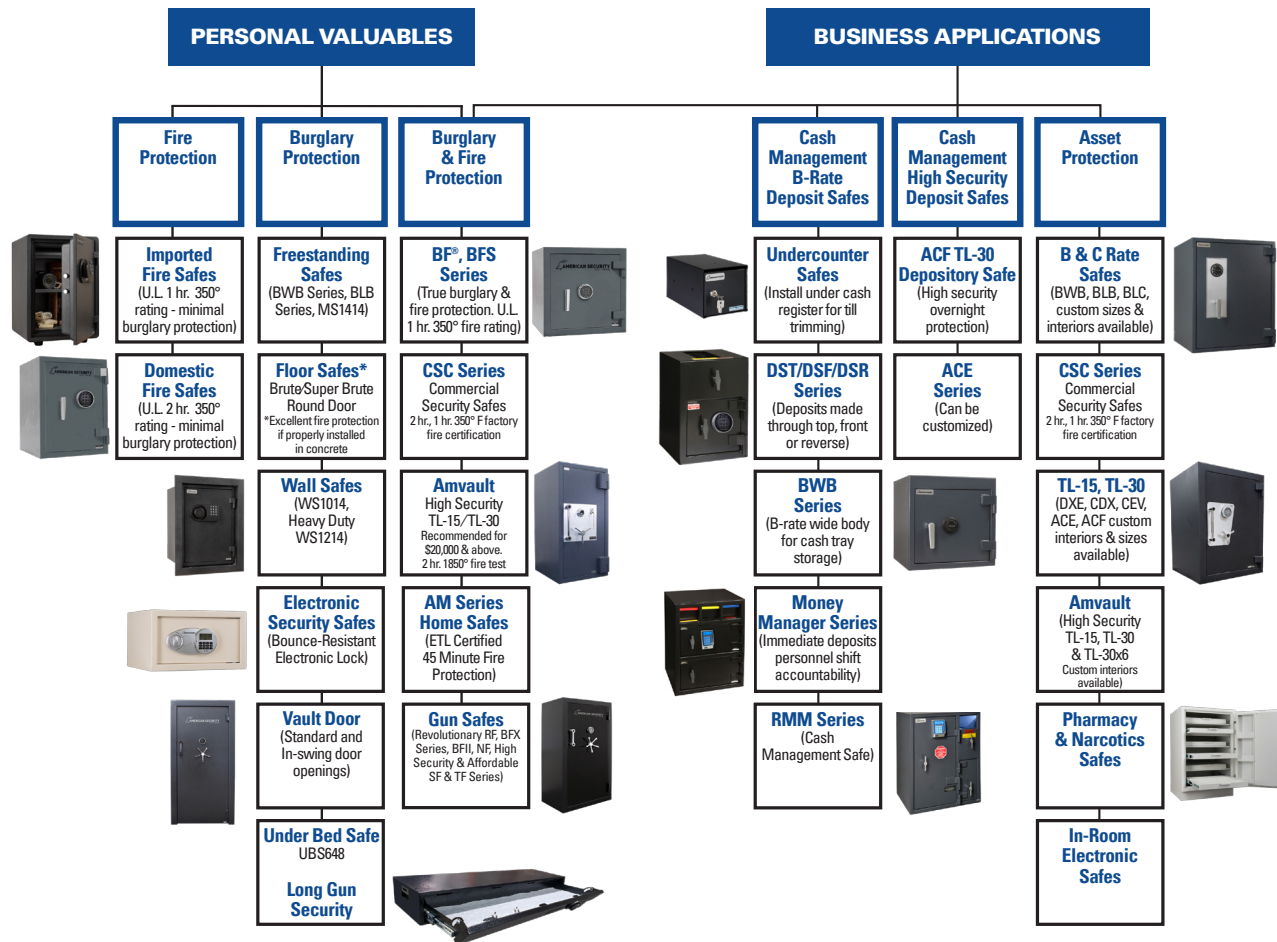 PERSONAL VALUABLES
BUSINESS APPLICATIONS
Fire
Protection
Burglary
Protection
Burglary
& Fire
Protection
Cash
Management
B-Rate
Deposit Safes
Cash
Management
High Security
Deposit Safes
Asset
Protection
Imported
Fire Safes
(U.L. 1 hr. 350°
rating - minimal
burglary protection)
Domestic
Fire Safes
(U.L. 2 hr. 350°
rating - minimal
burglary protection)
Freestanding
Safes
(BWB Series, BLB
Series, MS1414)
Floor Safes*
Brute/Super Brute
Round Door
*Excellent fire protection
if properly installed
in concrete
Wall Safes
(WS1014,
Heavy Duty
WS1214)
Electronic
Security Safes
(Bounce-Resistant
Electronic Lock)
Vault Door
(Standard and
In-swing door
openings)
Under Bed Safe
UBS648
Long Gun
Security
BF®, BFS
Series
(True burglary &
fire protection. U.L.
1 hr. 350° fire rating)
CSC Series
Commercial
Security Safes
2 hr., 1 hr. 350° F factory
fire certification
Amvault
High Security
TL-15/TL-30
Recommended for
$20,000 & above.
2 hr. 1850° fire test
AM Series
Home Safes
(ETL Certified
45 Minute Fire
Protection)
Gun Safes
(Revolutionary RF, BFX
Series, BFII, NF, High
Security & Affordable
SF & TF Series)
AMERICAN SECURITY
AMERICAN SECURITY
AMERICAN SECURITY
Undercounter
Safes
(Install under cash
register for till
trimming)
DST/DSF/DSR
Series
(Deposits made
through top, front
or reverse)
BWB
Series
(B-rate wide body
for cash tray
storage)
Money
Manager Series
(Immediate deposits
personnel shift
accountability)
RMM Series
(Cash
Management Safe)
ACF TL-30
Depository Safe
(High security
overnight
protection)
ACE
Series
(Can be
customized)
B & C Rate
Safes
(BWB, BLB, BLC,
custom sizes &
interiors available)
CSC Series
Commercial
Security Safes
2 hr., 1 hr. 350° F factory
fire certification
TL-15, TL-30
(DXE, CDX, CEV,
ACE, ACF custom
interiors & sizes
available)
Amvault
(High Security
TL-15, TL-30
& TL-30x6
Custom interiors
available)
Pharmacy
& Narcotics
Safes
In-Room
Electronic
Safes